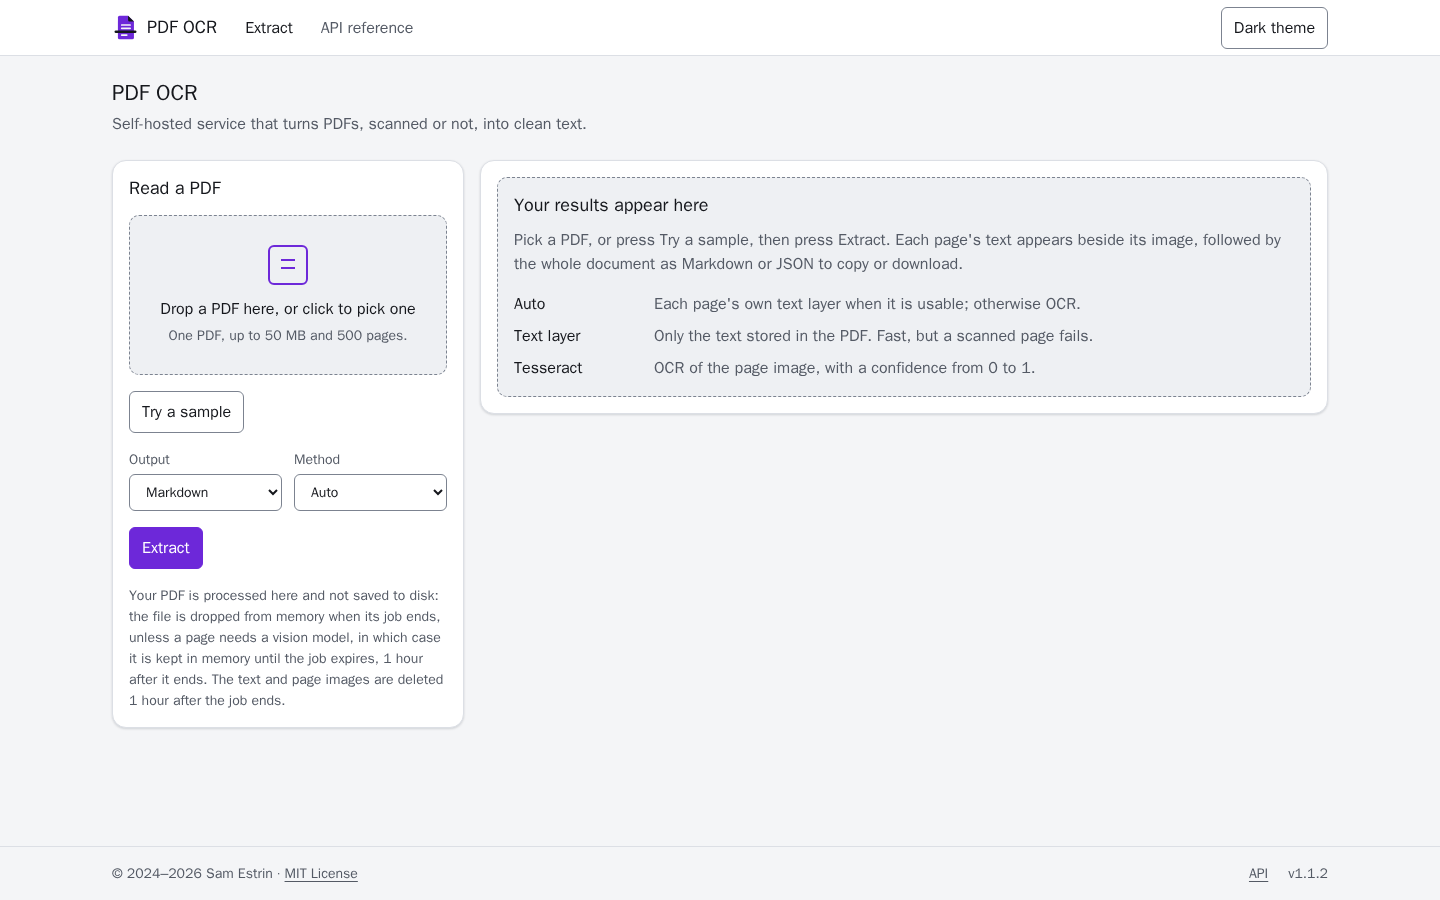 PDF OCR
Extract
API reference
Dark theme
PDF OCR
Self-hosted service that turns PDFs, scanned or not, into clean text.
Read a PDF
Drop a PDF here, or click to pick one
One PDF, up to 50 MB and 500 pages.
Try a sample
Output
Method
Markdown
Auto
Extract
Your PDF is processed here and not saved to disk:
the file is dropped from memory when its job ends,
unless a page needs a vision model, in which case
it is kept in memory until the job expires, 1 hour
after it ends. The text and page images are deleted
1 hour after the job ends.
Your results appear here
Pick a PDF, or press Try a sample, then press Extract. Each page's text appears beside its image, followed by
the whole document as Markdown or JSON to copy or download.
Auto Each page's own text layer when it is usable; otherwise OCR.
Text layer Only the text stored in the PDF. Fast, but a scanned page fails.
Tesseract OCR of the page image, with a confidence from 0 to 1.
© 2024–2026 Sam Estrin · MIT License
API v1.1.2